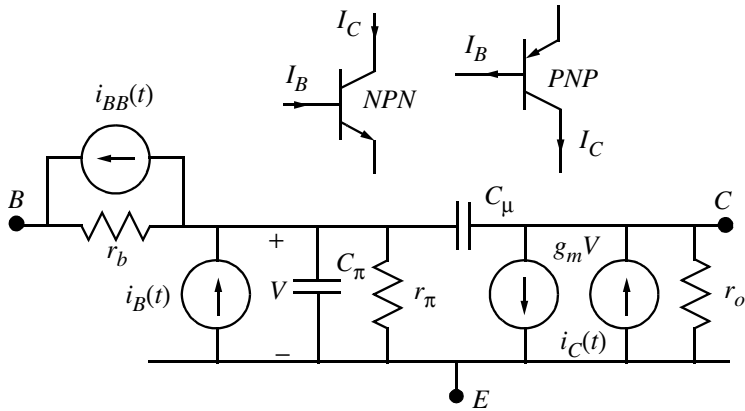 I_C
I_B
NPN
I_B
PNP
I_C
i_BB(t)
B
r_b
C_μ
C
+
V
−
C_π
r_π
i_B(t)
g_mV
i_C(t)
r_o
E